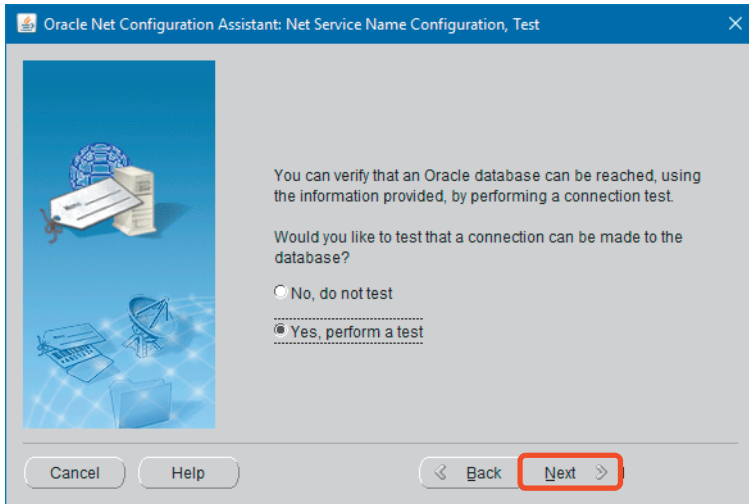 Oracle Net Configuration Assistant: Net Service Name Configuration, Test
You can verify that an Oracle database can be reached, using
the information provided, by performing a connection test.
Would you like to test that a connection can be made to the
database?
No, do not test
Yes, perform a test
Cancel
Help
Back
Next